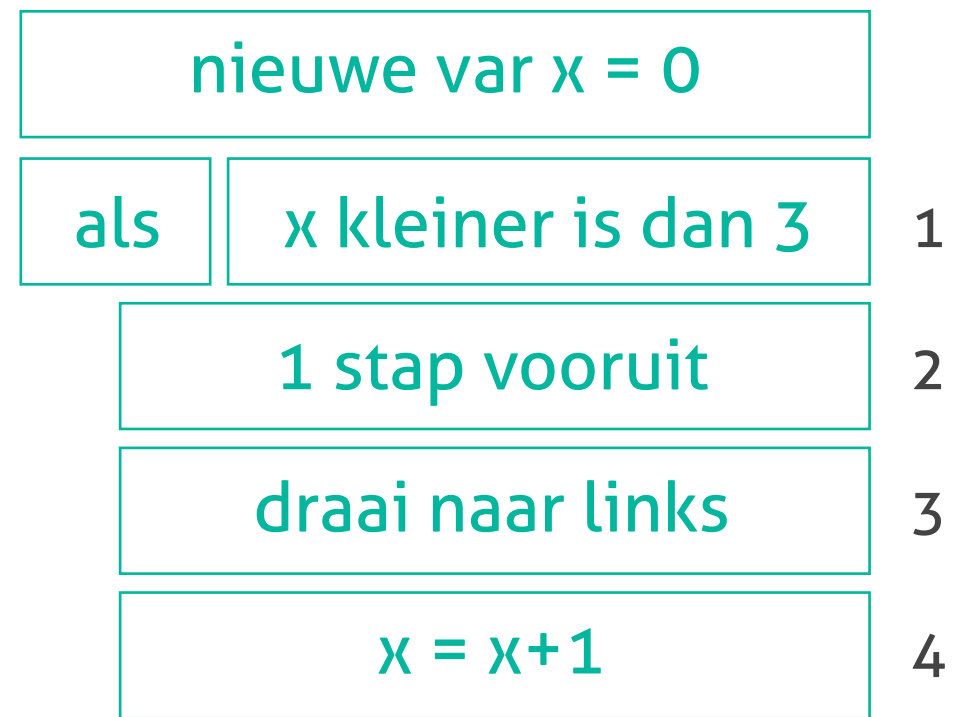 nieuwe var x = 0
als x kleiner is dan 3 1
1 stap vooruit 2
draai naar links 3
x = x+1 4